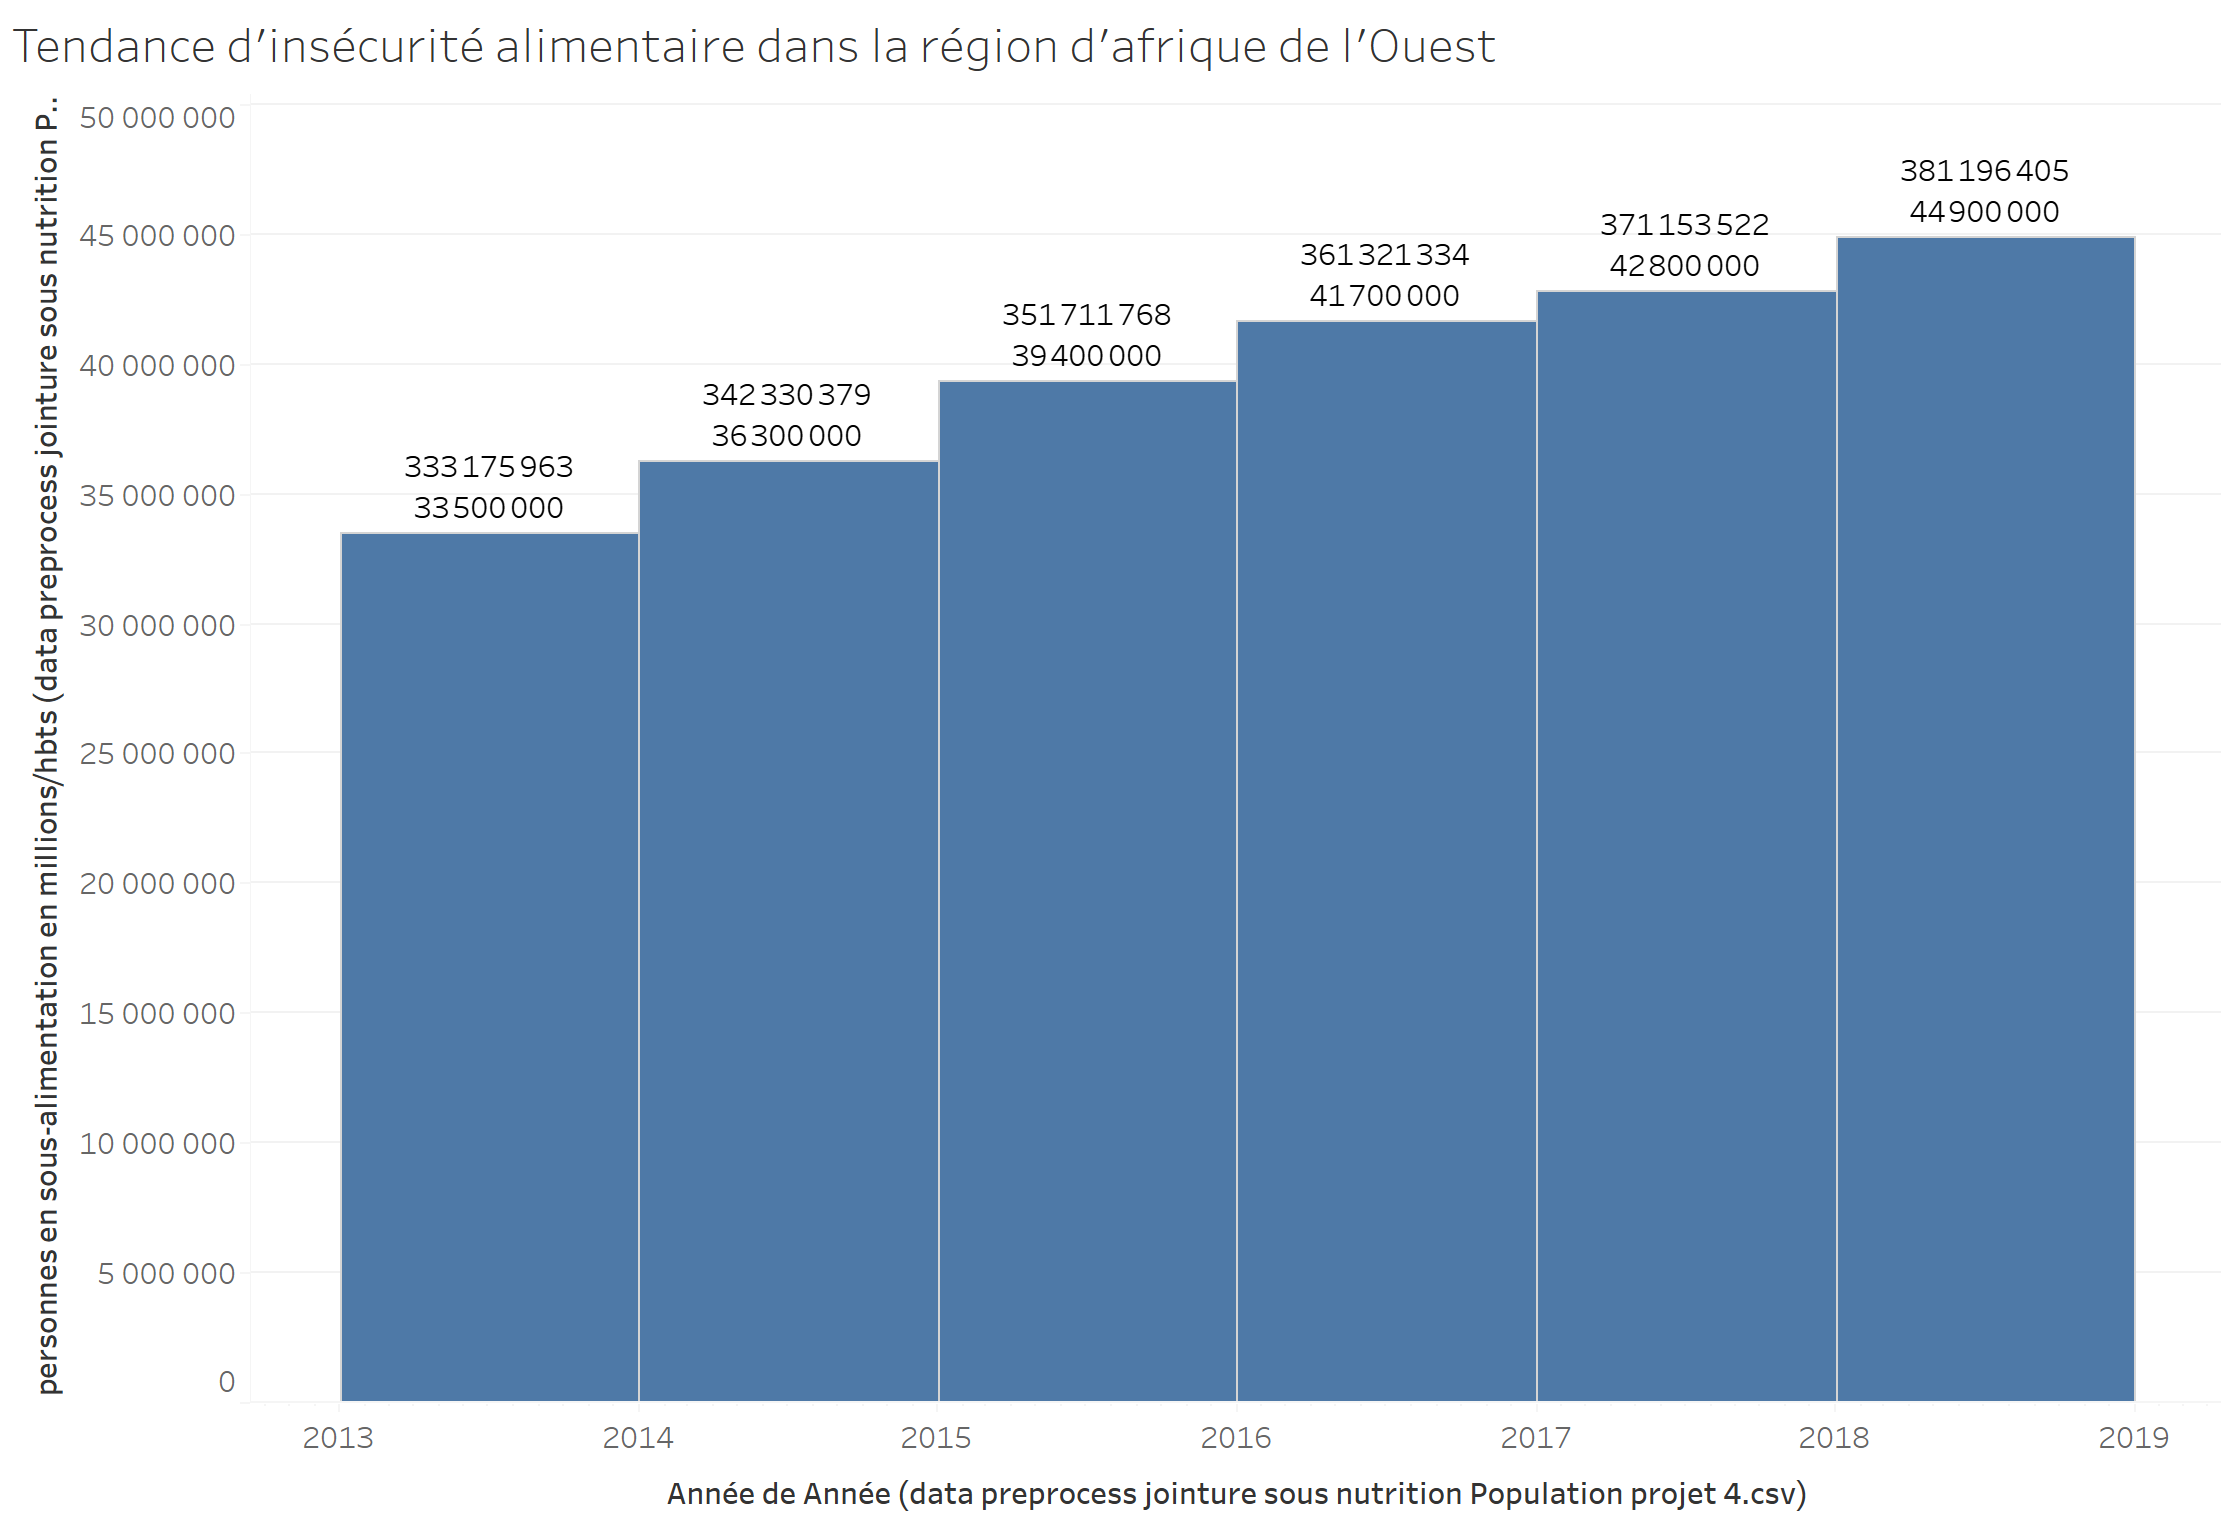 Tendance d'insécurité alimentaire dans la région d'afrique de l'Ouest
personnes en sous-alimentation en millions/hbts (data preprocess jointure sous nutrition P..
50 000 000
45 000 000
40 000 000
35 000 000
30 000 000
25 000 000
20 000 000
15 000 000
10 000 000
5 000 000
0
333 175 963
33 500 000
342 330 379
36 300 000
351 711 768
39 400 000
361 321 334
41 700 000
371 153 522
42 800 000
381 196 405
44 900 000
2013
2014
2015
2016
2017
2018
2019
Année de Année (data preprocess jointure sous nutrition Population projet 4.csv)